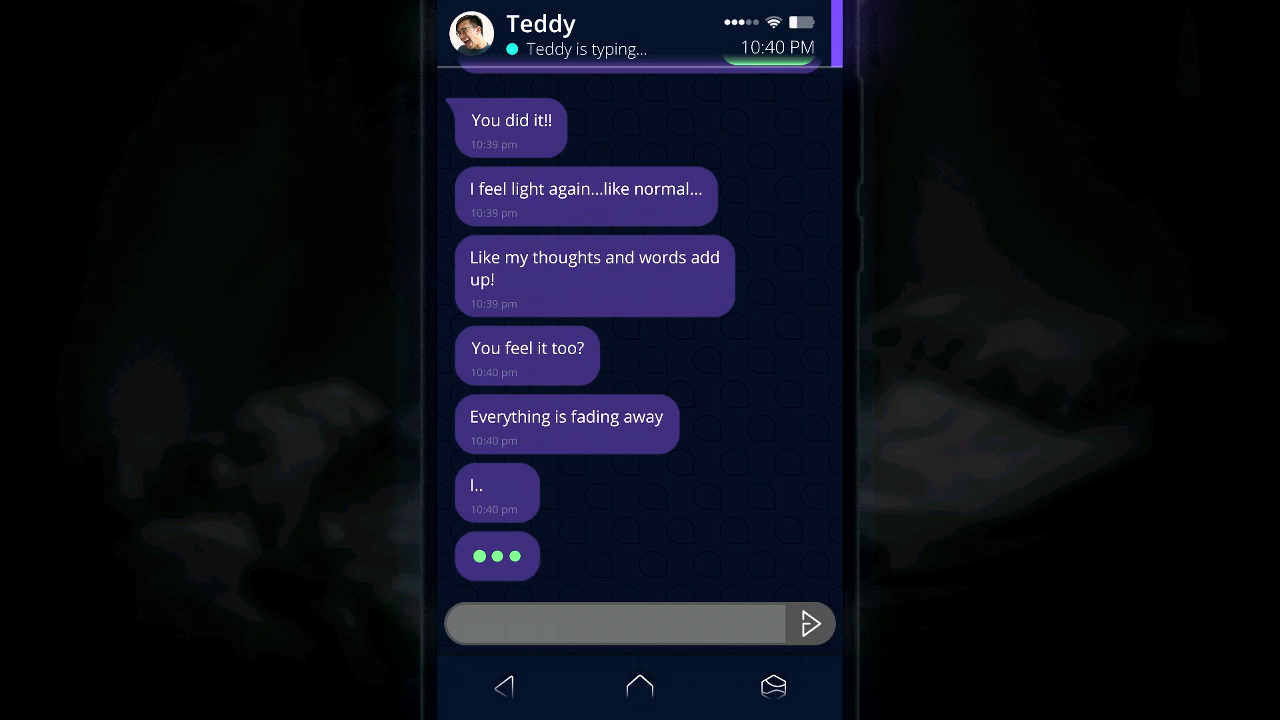 Teddy
Teddy is typing...
10:40 PM
You did it!!
10:39 pm
I feel light again...like normal...
10:39 pm
Like my thoughts and words add
up!
10:39 pm
You feel it too?
10:40 pm
Everything is fading away
10:40 pm
I..
10:40 pm